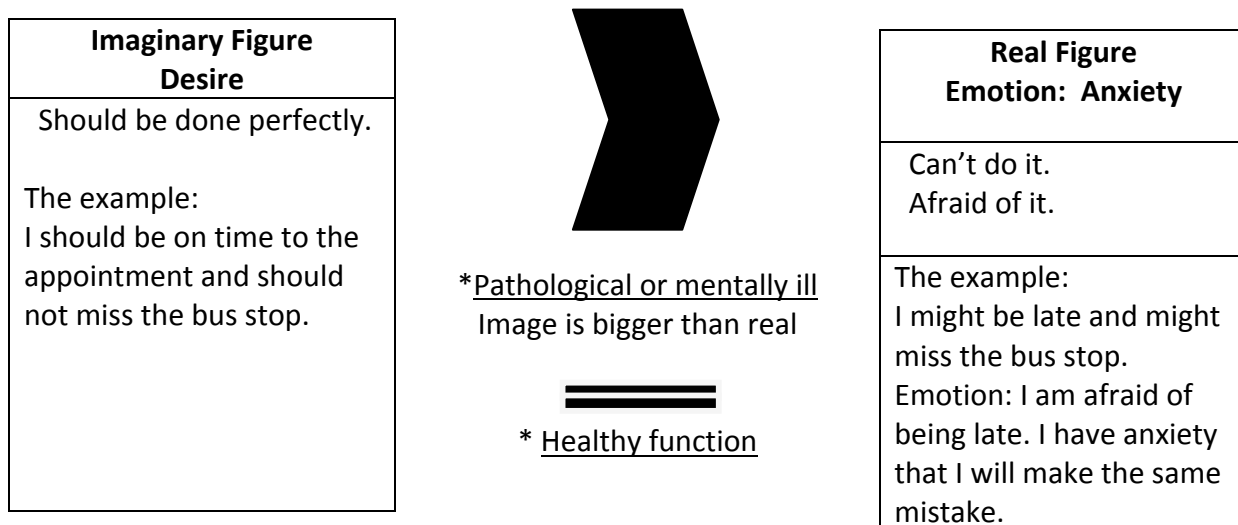 Imaginary Figure
Desire
Should be done perfectly.
The example:
I should be on time to the
appointment and should
not miss the bus stop.
*Pathological or mentally ill
Image is bigger than real
* Healthy function
Real Figure
Emotion: Anxiety
Can’t do it.
Afraid of it.
The example:
I might be late and might
miss the bus stop.
Emotion: I am afraid of
being late. I have anxiety
that I will make the same
mistake.